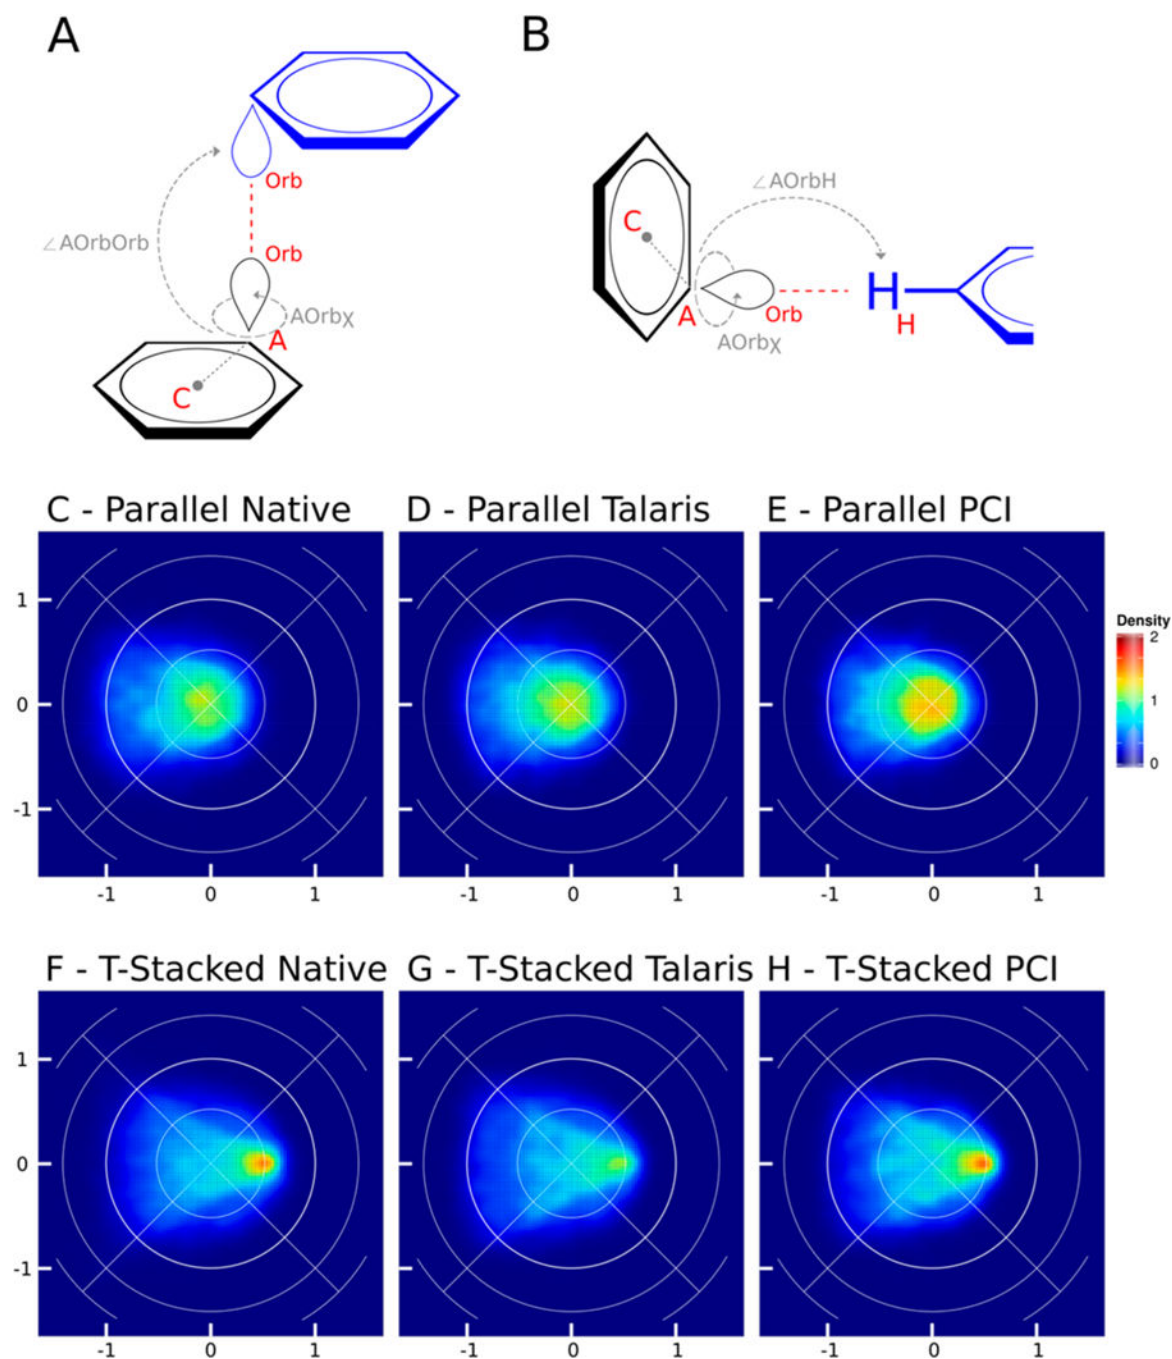 A
B
Orb
∠AOrbOrb
Orb
AOrbχ
A
C
∠AOrbH
C
H
A
Orb
H
AOrbχ
C - Parallel Native
D - Parallel Talaris
E - Parallel PCI
1
0
-1
-1 0 1
-1 0 1
-1 0 1
Density
2
1
0
F - T-Stacked Native
G - T-Stacked Talaris
H - T-Stacked PCI
1
0
-1
-1 0 1
-1 0 1
-1 0 1